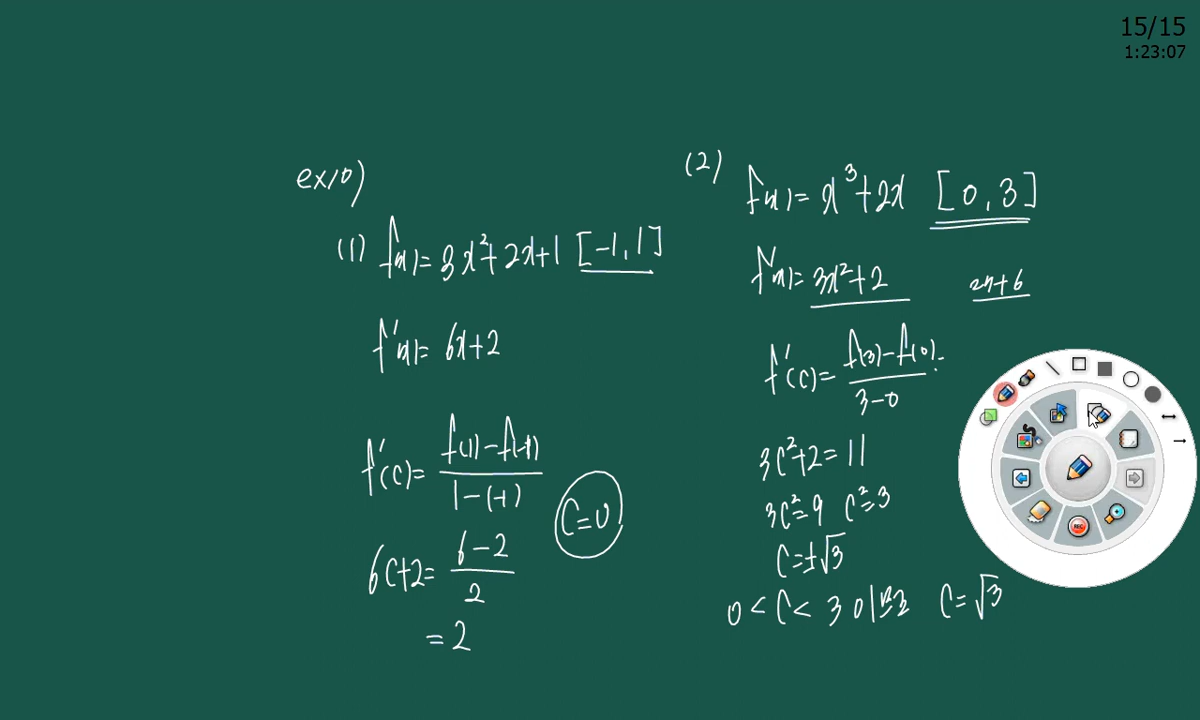 15/15
1:23:07
ex10)
(1) f(x)=3x²+2x+1 [-1,1]
f'(x)=6x+2
f'(c)=f(1)-f(-1)/1-(-1)
6c+2=6-2/2
=2
c=0
(2) f(x)=x³+2x [0,3]
f'(x)=3x²+2
27+6
f'(c)=f(3)-f(0)/3-0
3c²+2=11
3c²=9 c²=3
c=±√3
0<c<3 이므로 c=√3
REC